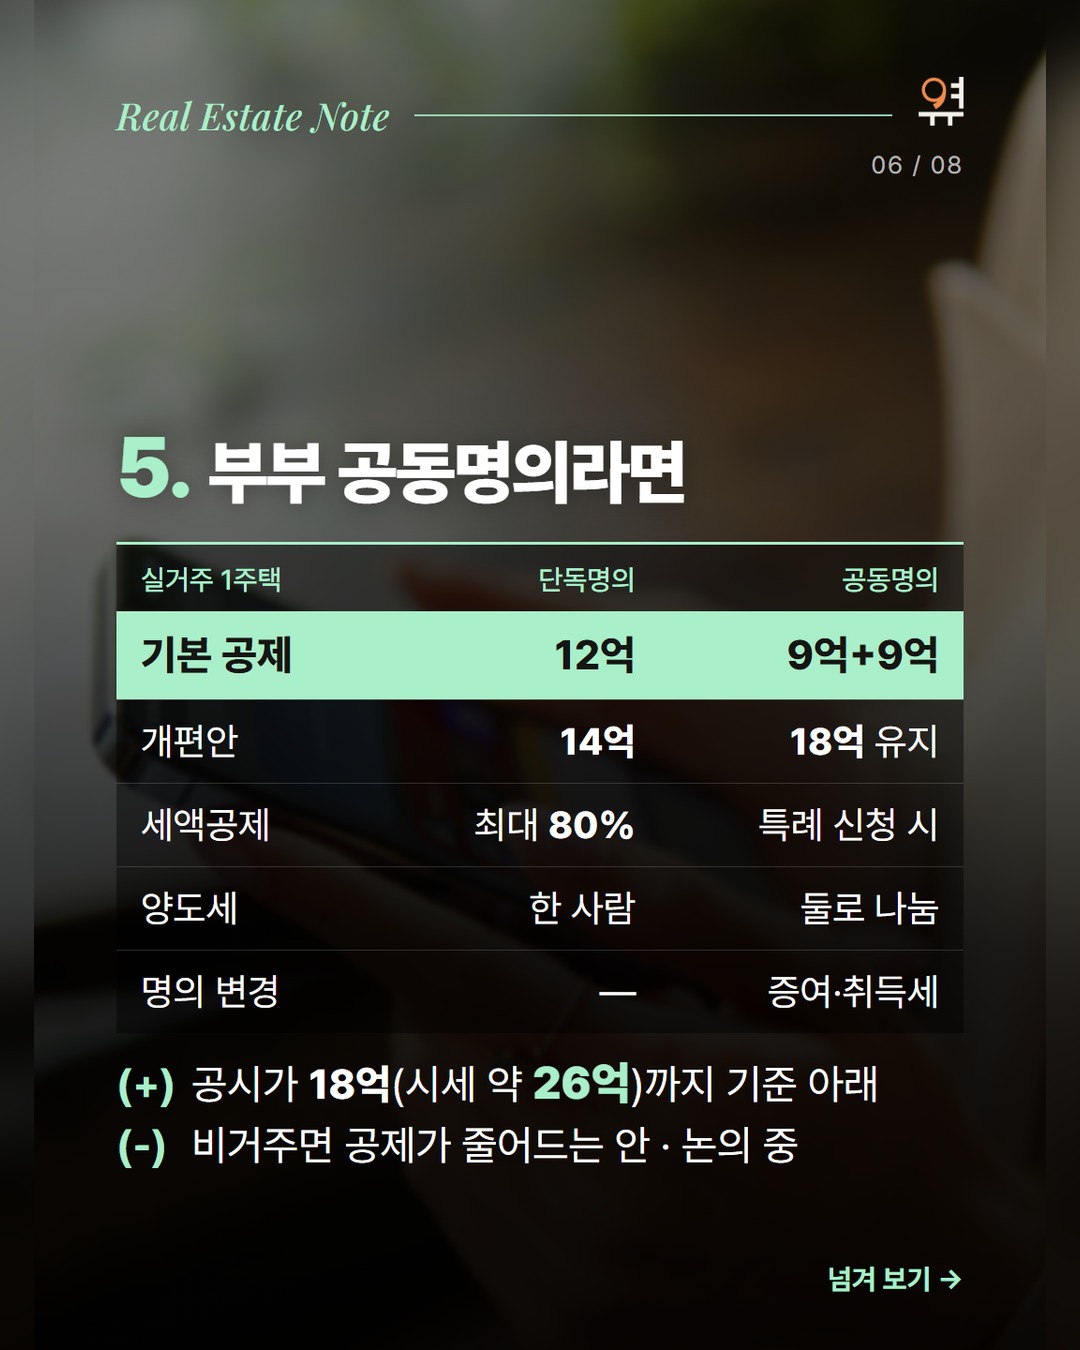 Real Estate Note
06 / 08
5. 부부 공동명의라면
실거주 1주택 단독명의 공동명의
기본 공제 12억 9억+9억
개편안 14억 18억 유지
세액공제 최대 80% 특례 신청 시
양도세 한 사람 둘로 나눔
명의 변경 — 증여·취득세
(+) 공시가 18억(시세 약 26억)까지 기준 아래
(-) 비거주면 공제가 줄어드는 안 · 논의 중
넘겨 보기 →